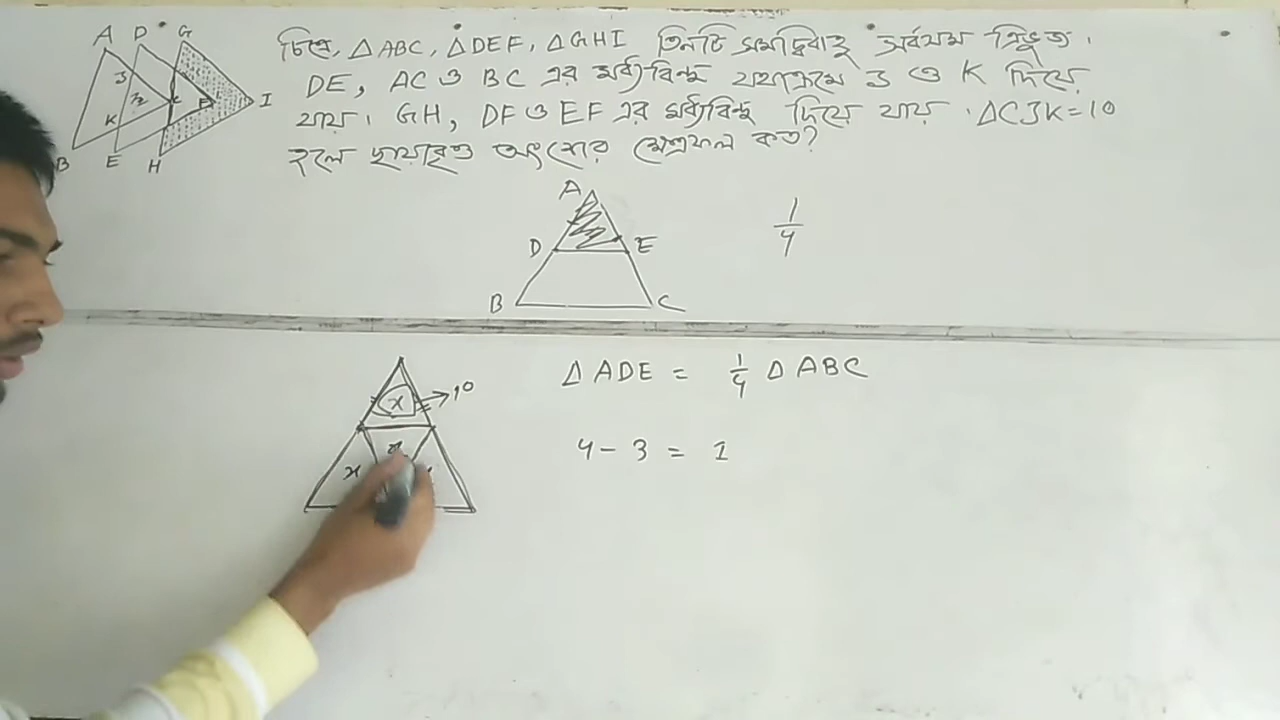 চিত্রে, △ABC, △DEF, △GHI তিনটি সমদ্বিবাহু সর্বসম ত্রিভুজ।
DE, AC ও BC এর মধ্যবিন্দু যথাক্রমে J ও K দিয়ে
যায়। GH, DF ও EF এর মধ্যবিন্দু দিয়ে যায়। △CJK=10
হলে ছায়াবৃত অংশের ক্ষেত্রফল কত?
A D G
J
K C F I
B E H
A
D E
B C
1/4
x → 10
x x
△ADE = 1/4 △ABC
4 - 3 = 1